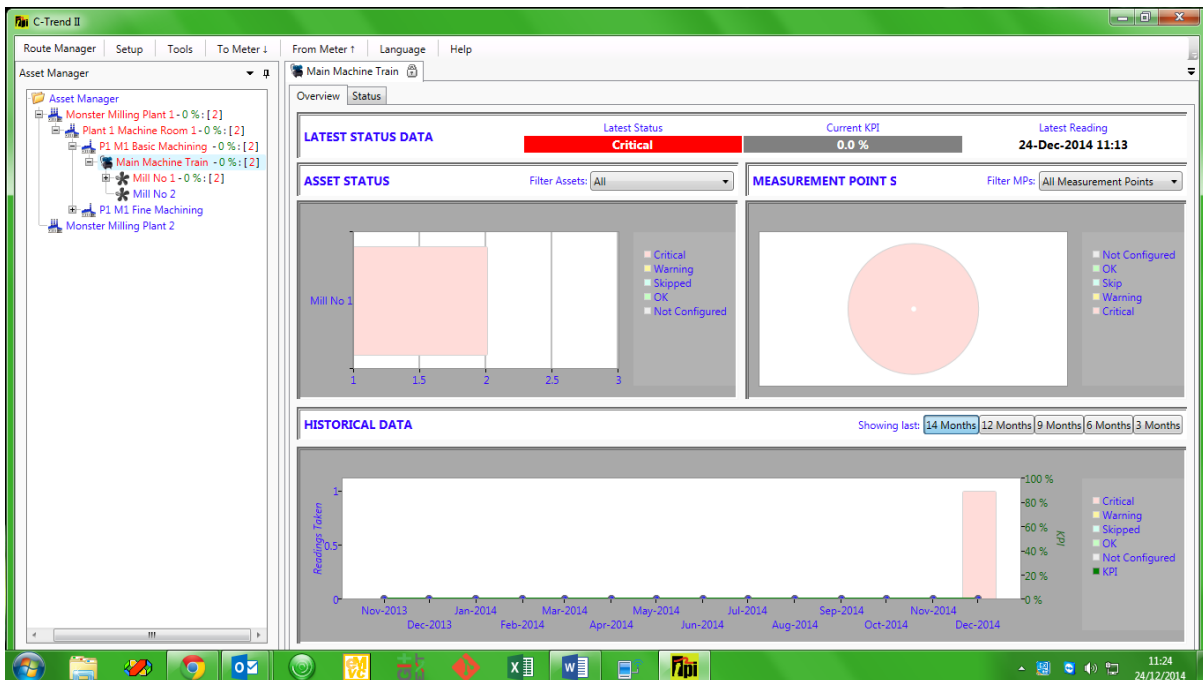 C-Trend II
Route Manager Setup Tools To Meter ↓ From Meter ↑ Language Help
Asset Manager
Asset Manager
Monster Milling Plant 1 - 0 % : [2]
Plant 1 Machine Room 1 - 0 % : [2]
P1 M1 Basic Machining - 0 % : [2]
Main Machine Train - 0 % : [2]
Mill No 1 - 0 % : [2]
Mill No 2
P1 M1 Fine Machining
Monster Milling Plant 2
Main Machine Train
Overview Status
LATEST STATUS DATA
Latest Status Current KPI Latest Reading
Critical 0.0 % 24-Dec-2014 11:13
ASSET STATUS Filter Assets: All
Mill No 1
1 1.5 2 2.5 3
Critical
Warning
Skipped
OK
Not Configured
MEASUREMENT POINT S Filter MPs: All Measurement Points
Not Configured
OK
Skip
Warning
Critical
HISTORICAL DATA Showing last: 14 Months 12 Months 9 Months 6 Months 3 Months
Readings Taken
1
0.5
0
Nov-2013 Jan-2014 Mar-2014 May-2014 Jul-2014 Sep-2014 Nov-2014
Dec-2013 Feb-2014 Apr-2014 Jun-2014 Aug-2014 Oct-2014 Dec-2014
100 %
80 %
60 %
40 %
20 %
0 %
KPI
Critical
Warning
Skipped
OK
Not Configured
KPI
11:24
24/12/2014